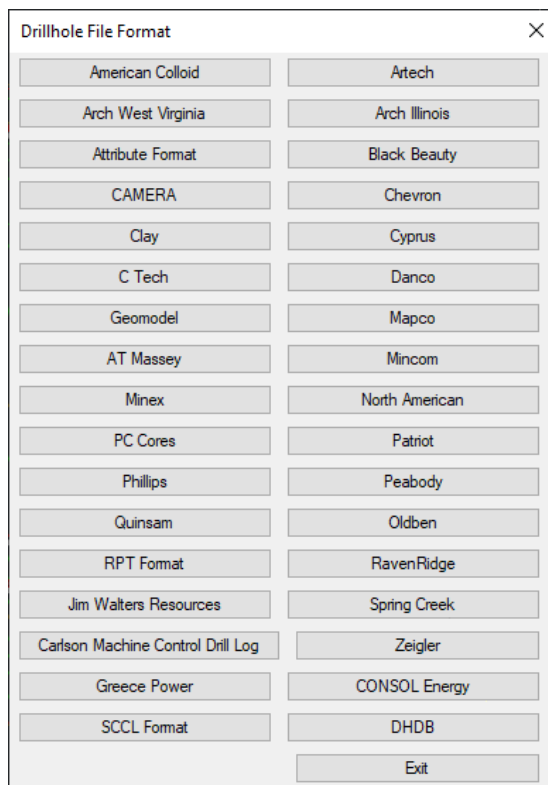 Drillhole File Format
American Colloid
Artech
Arch West Virginia
Arch Illinois
Attribute Format
Black Beauty
CAMERA
Chevron
Clay
Cyprus
C Tech
Danco
Geomodel
Mapco
AT Massey
Mincom
Minex
North American
PC Cores
Patriot
Phillips
Peabody
Quinsam
Oldben
RPT Format
RavenRidge
Jim Walters Resources
Spring Creek
Carlson Machine Control Drill Log
Zeigler
Greece Power
CONSOL Energy
SCCL Format
DHDB
Exit